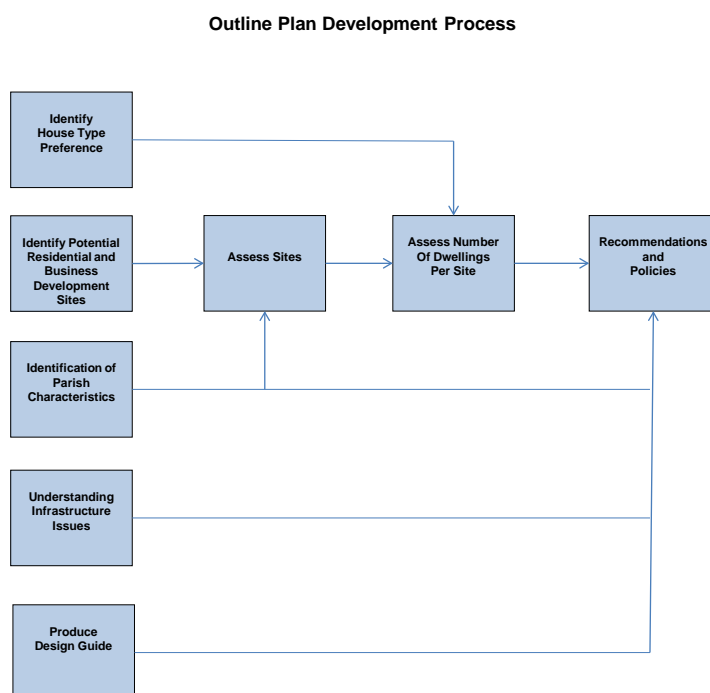 Outline Plan Development Process
Identify
House Type
Preference
Identify Potential
Residential and
Business
Development
Sites
Assess Sites
Assess Number
Of Dwellings
Per Site
Recommendations
and
Policies
Identification of
Parish
Characteristics
Understanding
Infrastructure
Issues
Produce
Design Guide